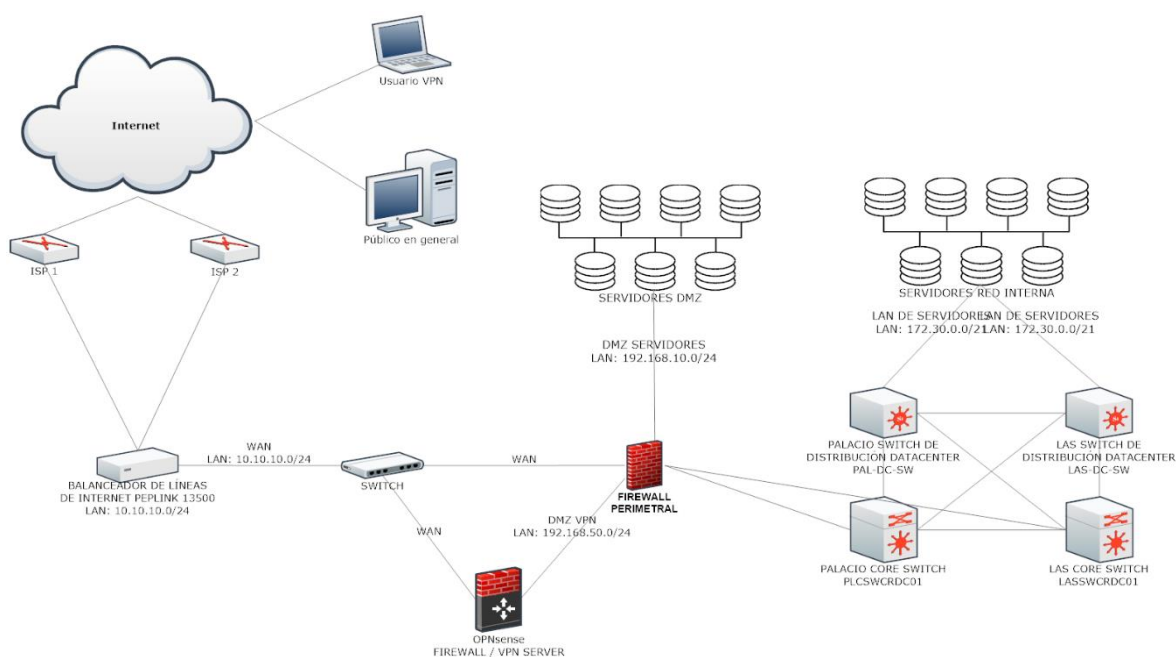 Usuario VPN
Internet
Público en general
ISP 1
ISP 2
SERVIDORES DMZ
SERVIDORES RED INTERNA
LAN DE SERVIDORES
LAN: 172.30.0.0/21
LAN DE SERVIDORES
LAN: 172.30.0.0/21
DMZ SERVIDORES
LAN: 192.168.10.0/24
PALACIO SWITCH DE
DISTRIBUCIÓN DATACENTER
PAL-DC-SW
LAS SWITCH DE
DISTRIBUCIÓN DATACENTER
LAS-DC-SW
WAN
LAN: 10.10.10.0/24
BALANCEADOR DE LÍNEAS
DE INTERNET PEPLINK 13500
LAN: 10.10.10.0/24
SWITCH
WAN
FIREWALL
PERIMETRAL
DMZ VPN
LAN: 192.168.50.0/24
WAN
PALACIO CORE SWITCH
PLCSWCRDC01
LAS CORE SWITCH
LASSWCRDC01
OPNsense
FIREWALL / VPN SERVER